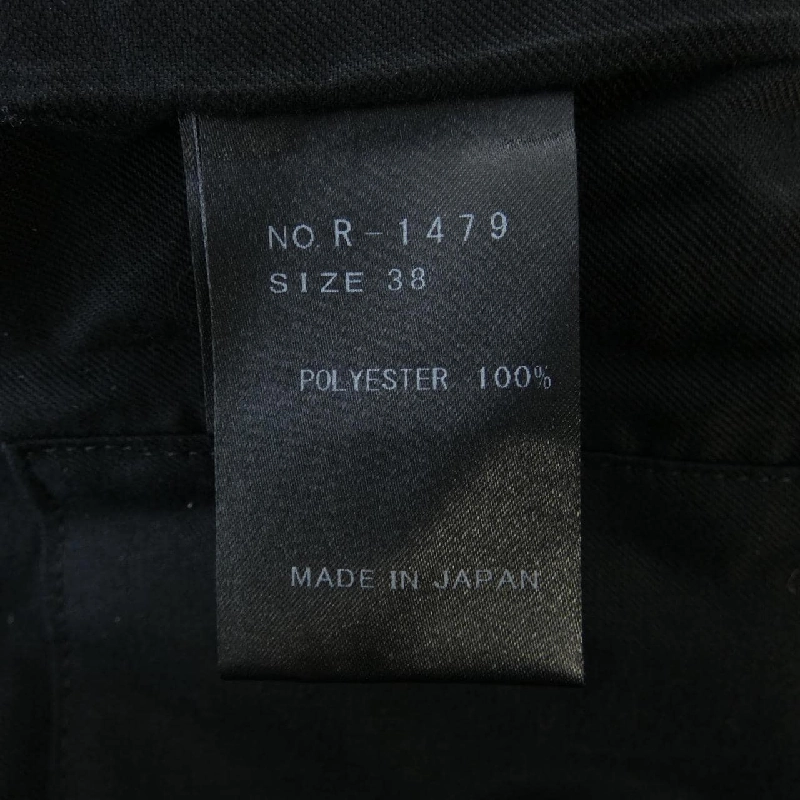 NO. R-1479
SIZE 38
POLYESTER 100%
MADE IN JAPAN